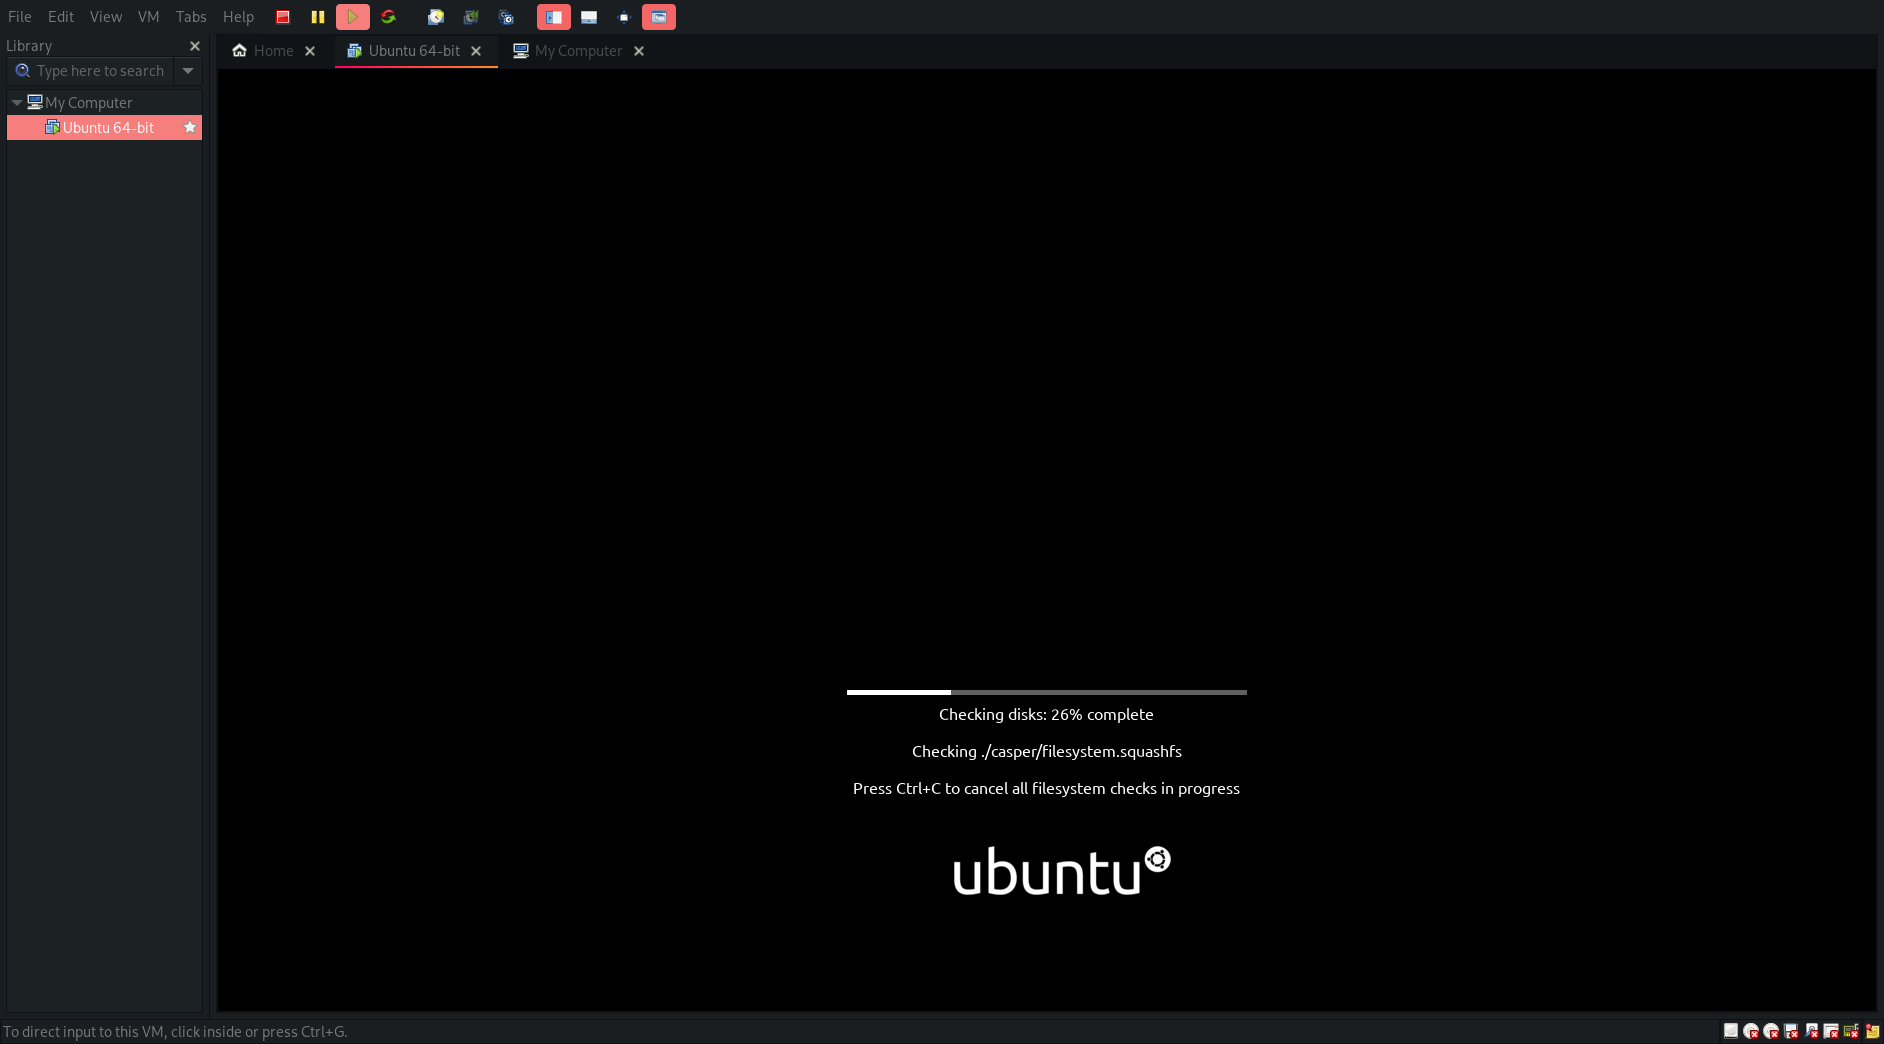 File Edit View VM Tabs Help
Library
Type here to search
My Computer
Ubuntu 64-bit
Home
Ubuntu 64-bit
My Computer
Checking disks: 26% complete
Checking ./casper/filesystem.squashfs
Press Ctrl+C to cancel all filesystem checks in progress
ubuntu
To direct input to this VM, click inside or press Ctrl+G.